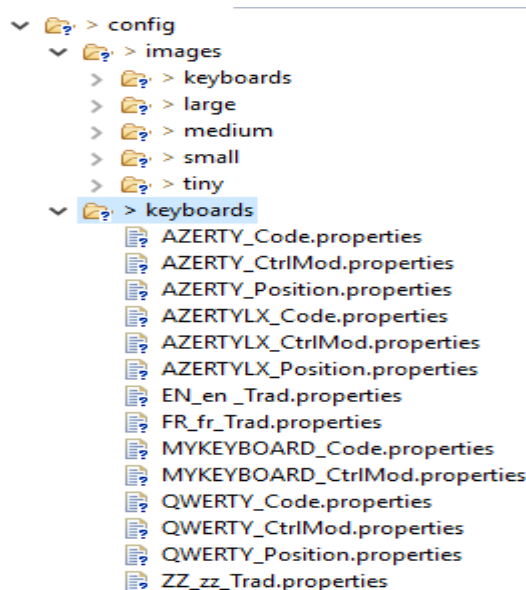 > config
> images
> keyboards
> large
> medium
> small
> tiny
> keyboards
AZERTY_Code.properties
AZERTY_CtrlMod.properties
AZERTY_Position.properties
AZERTYLX_Code.properties
AZERTYLX_CtrlMod.properties
AZERTYLX_Position.properties
EN_en _Trad.properties
FR_fr_Trad.properties
MYKEYBOARD_Code.properties
MYKEYBOARD_CtrlMod.properties
QWERTY_Code.properties
QWERTY_CtrlMod.properties
QWERTY_Position.properties
ZZ_zz_Trad.properties